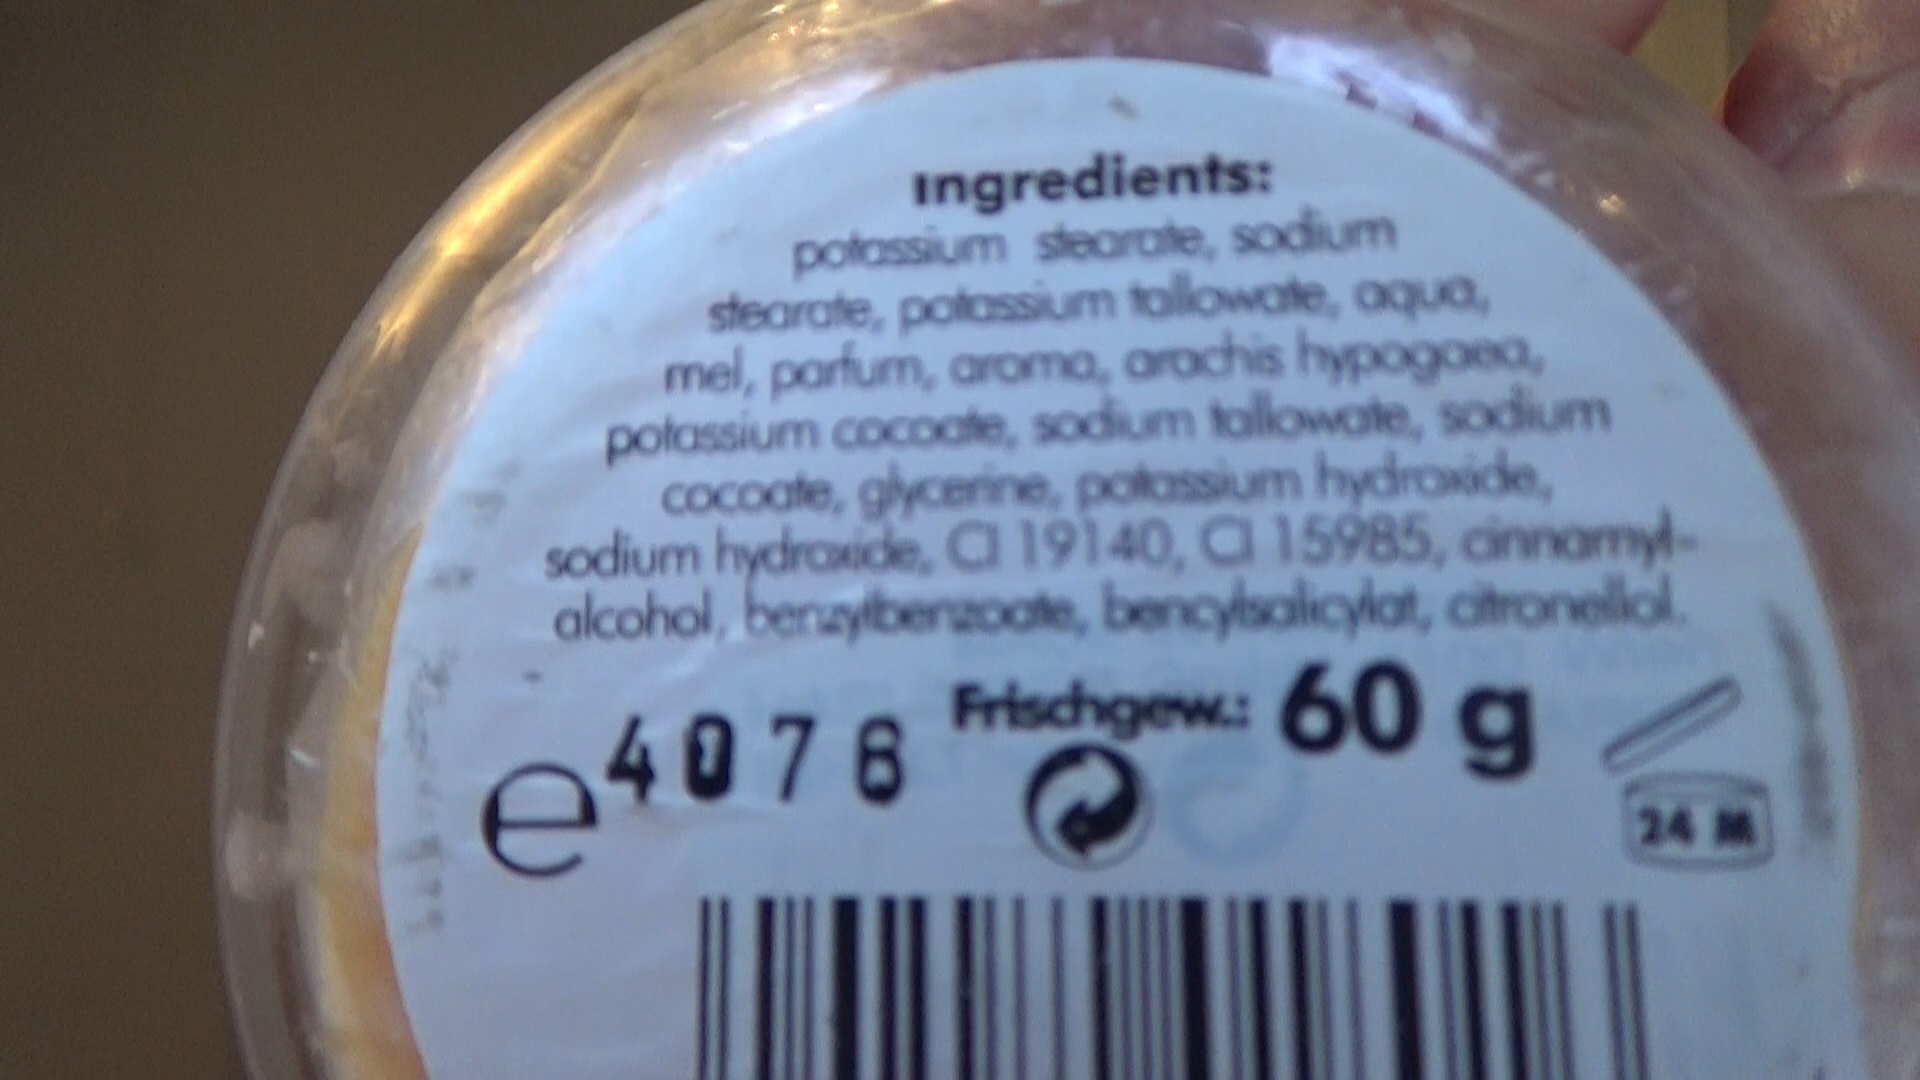 Ingredients:
potassium stearate, sodium
stearate, potassium tallowate, aqua,
mel, parfum, aroma, arachis hypogaea,
potassium cocoate, sodium tallowate, sodium
cocoate, glycerine, potassium hydroxide,
sodium hydroxide, CI 19140, CI 15985, cinnamyl-
alcohol, benzylbenzoate, bencylsalicylat, citronellol.
Frischgew.: 60 g
e 4076
24 M